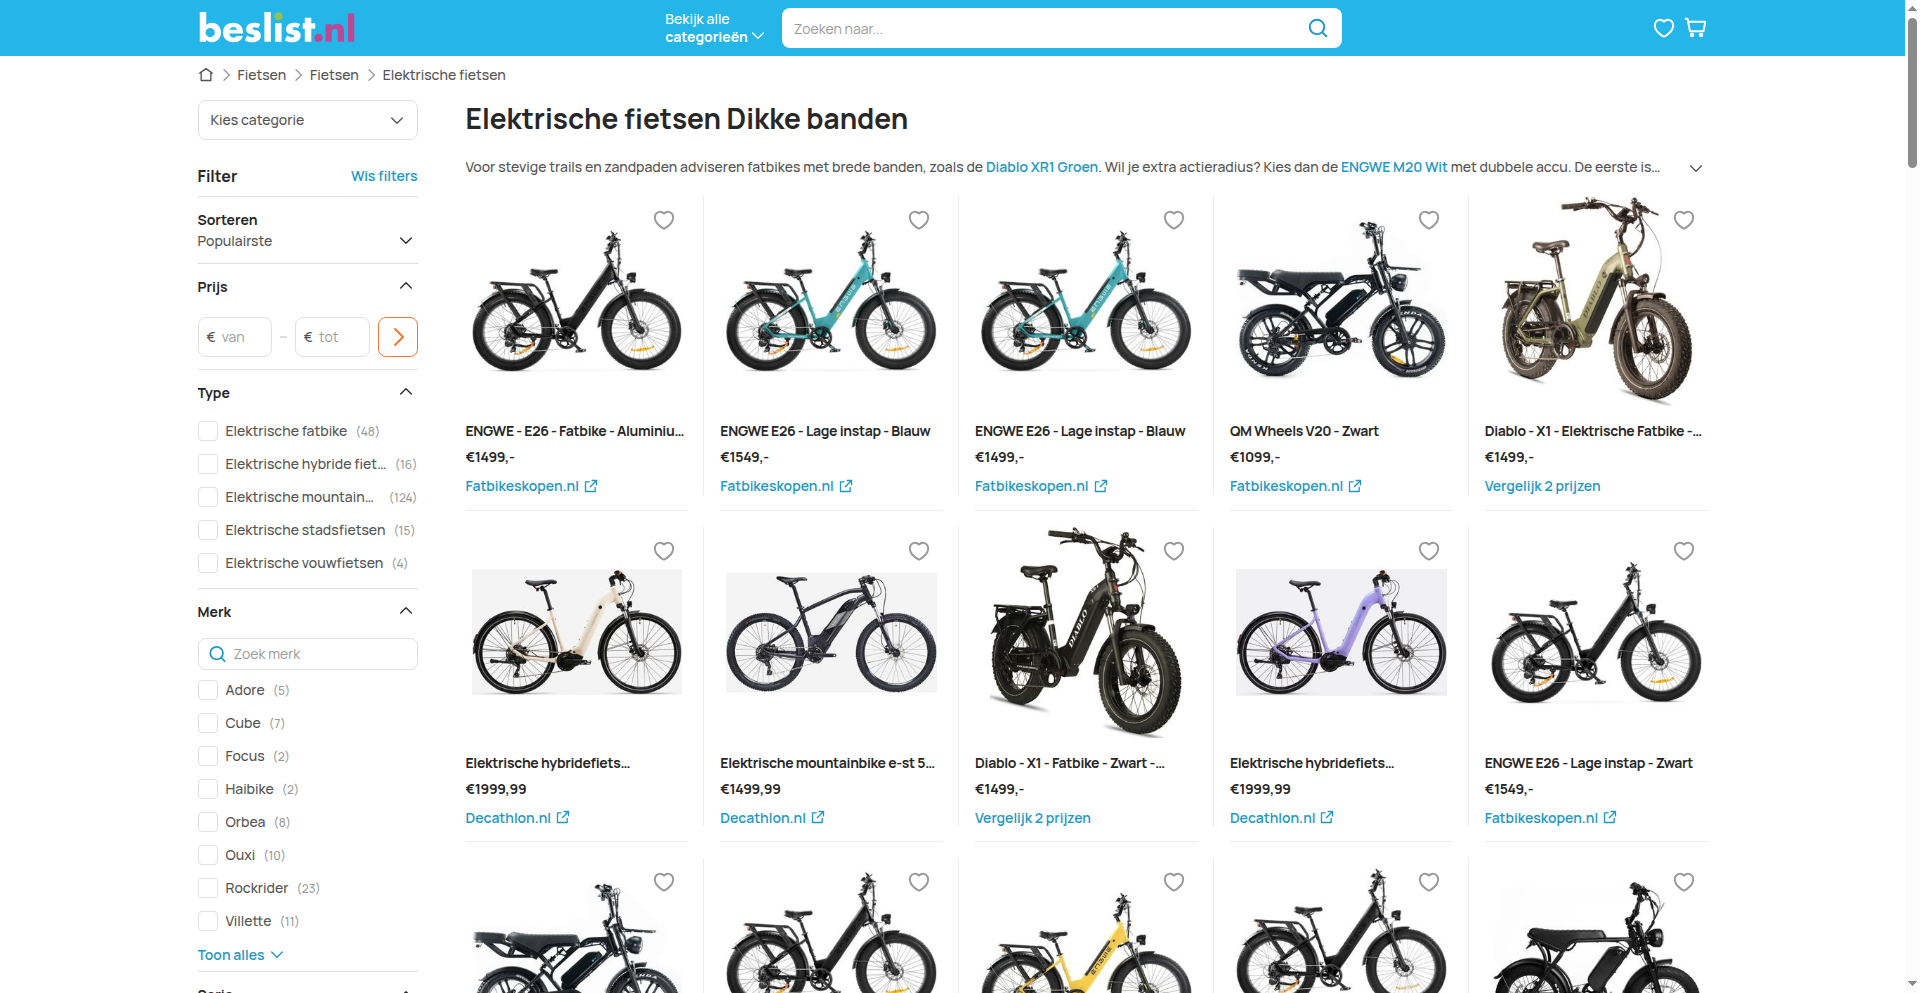 beslist.nl
Bekijk alle
categorieën
Zoeken naar...
Fietsen
Fietsen
Elektrische fietsen
Kies categorie
Filter
Wis filters
Sorteren
Populairste
Prijs
€ van
–
€ tot
Type
Elektrische fatbike (48)
Elektrische hybride fiet... (16)
Elektrische mountain... (124)
Elektrische stadsfietsen (15)
Elektrische vouwfietsen (4)
Merk
Zoek merk
Adore (5)
Cube (7)
Focus (2)
Haibike (2)
Orbea (8)
Ouxi (10)
Rockrider (23)
Villette (11)
Toon alles
Elektrische fietsen Dikke banden
Voor stevige trails en zandpaden adviseren fatbikes met brede banden, zoals de Diablo XR1 Groen. Wil je extra actieradius? Kies dan de ENGWE M20 Wit met dubbele accu. De eerste is...
ENGWE - E26 - Fatbike - Aluminiu...
€1499,-
Fatbikeskopen.nl
ENGWE E26 - Lage instap - Blauw
€1549,-
Fatbikeskopen.nl
ENGWE E26 - Lage instap - Blauw
€1499,-
Fatbikeskopen.nl
QM Wheels V20 - Zwart
€1099,-
Fatbikeskopen.nl
Diablo - X1 - Elektrische Fatbike -...
€1499,-
Vergelijk 2 prijzen
Elektrische hybridefiets...
€1999,99
Decathlon.nl
Elektrische mountainbike e-st 5...
€1499,99
Decathlon.nl
DIABLO
Diablo - X1 - Fatbike - Zwart -...
€1499,-
Vergelijk 2 prijzen
Elektrische hybridefiets...
€1999,99
Decathlon.nl
ENGWE E26 - Lage instap - Zwart
€1549,-
Fatbikeskopen.nl